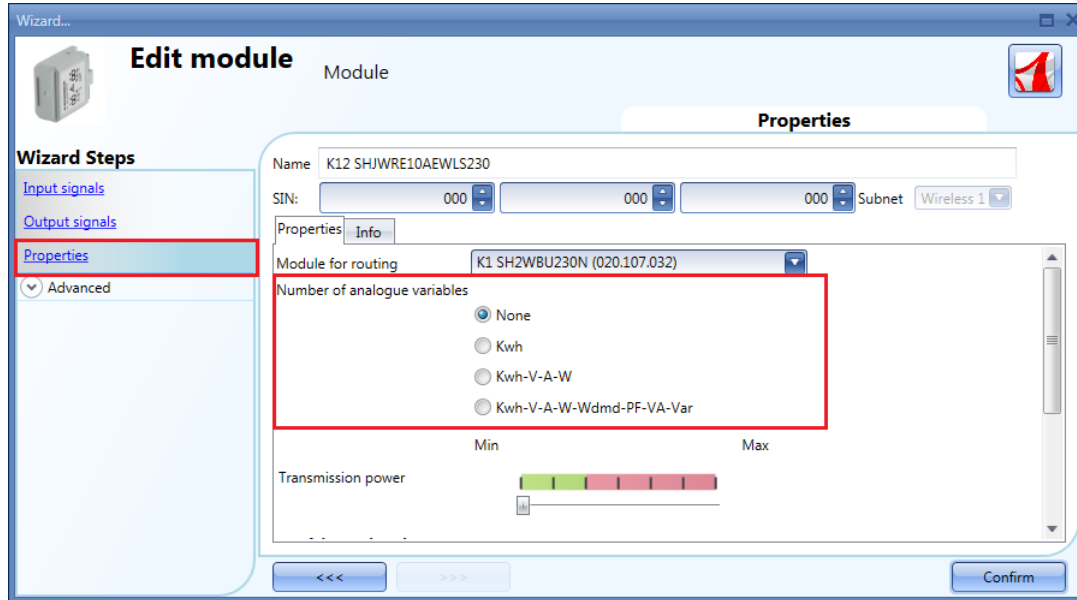 Wizard...
Edit module
Module
Properties
Wizard Steps
Input signals
Output signals
Properties
Advanced
Name K12 SHJWRE10AEWLS230
SIN: 000 000 000 Subnet Wireless 1
Properties Info
Module for routing K1 SH2WBU230N (020.107.032)
Number of analogue variables
None
Kwh
Kwh-V-A-W
Kwh-V-A-W-Wdmd-PF-VA-Var
Min Max
Transmission power
<<< >>> Confirm